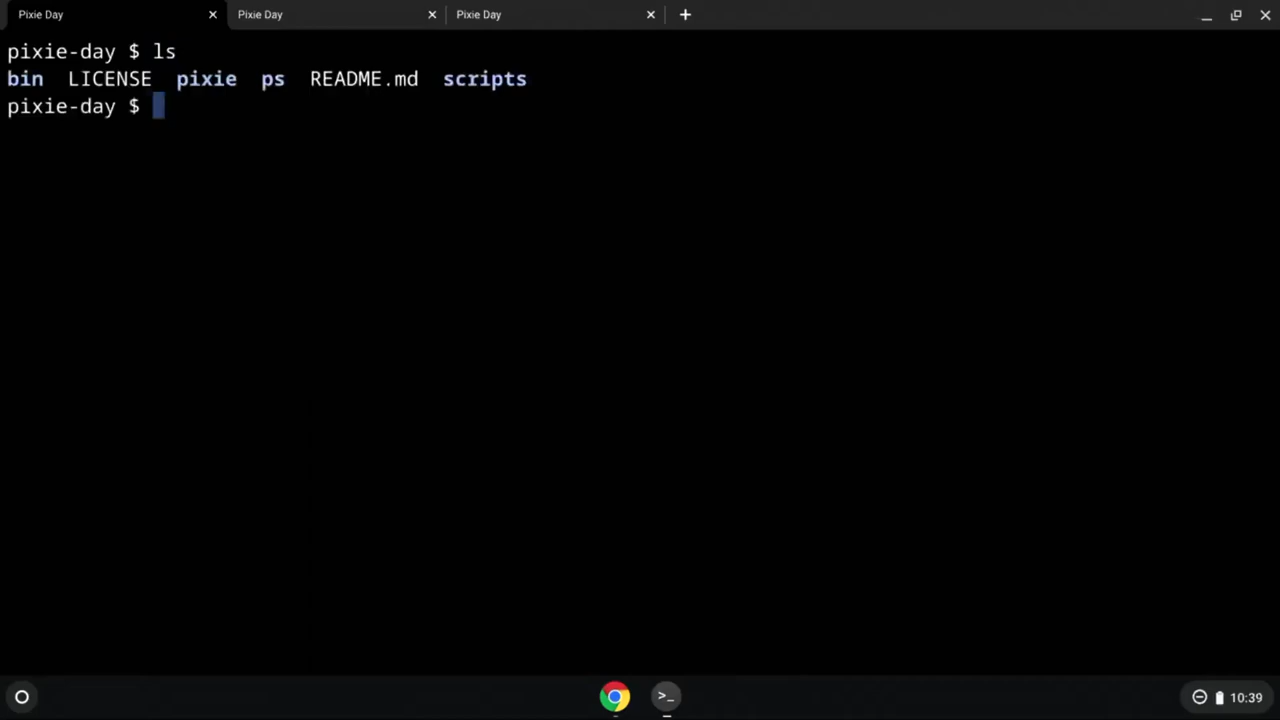 Pixie Day Pixie Day Pixie Day
pixie-day $ ls
bin LICENSE pixie ps README.md scripts
pixie-day $
>_
10:39